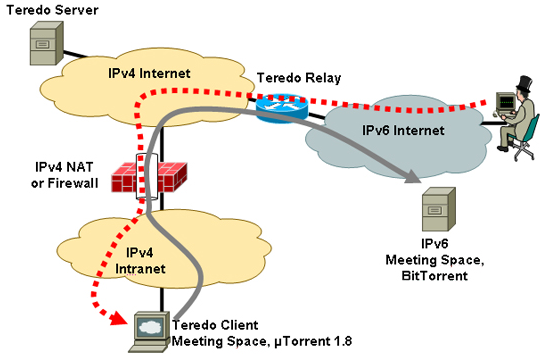 Teredo Server
IPv4 Internet
Teredo Relay
IPv6 Internet
IPv4 NAT
or Firewall
IPv6
Meeting Space,
BitTorrent
IPv4
Intranet
Teredo Client
Meeting Space, µTorrent 1.8